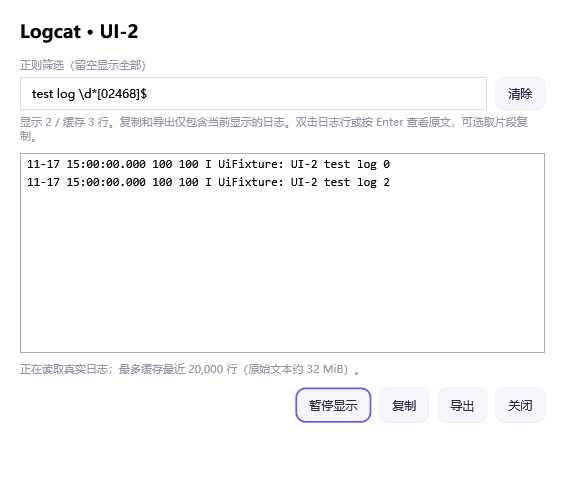 Logcat • UI-2
正则筛选（留空显示全部）
test log \d*[02468]$
清除
显示 2 / 缓存 3 行。复制和导出仅包含当前显示的日志。双击日志行或按 Enter 查看原文，可选取片段复
制。
11-17 15:00:00.000 100 100 I UiFixture: UI-2 test log 0
11-17 15:00:00.000 100 100 I UiFixture: UI-2 test log 2
正在读取真实日志；最多缓存最近 20,000 行（原始文本约 32 MiB）。
暂停显示 复制 导出 关闭